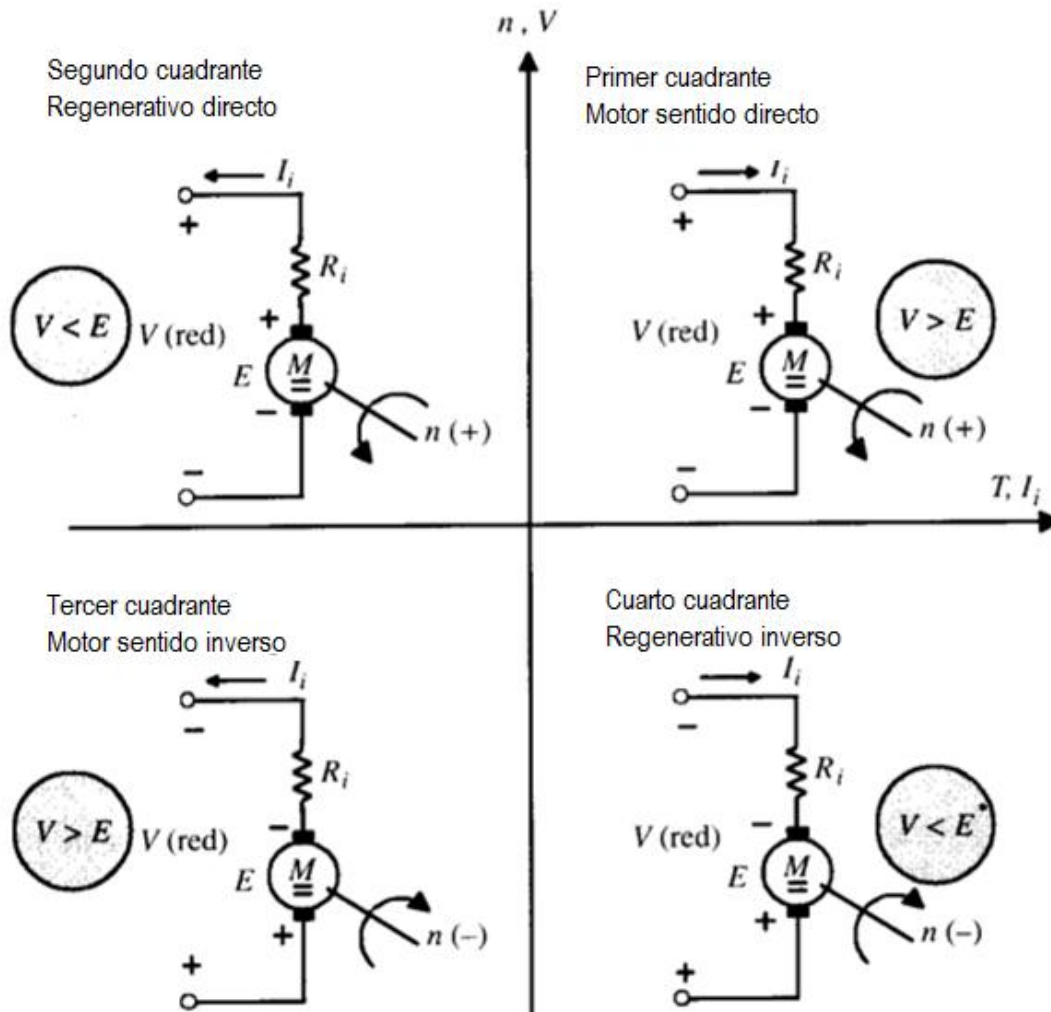 n , V
Segundo cuadrante
Regenerativo directo
I_i
+
R_i
V < E
V (red)
+
E
M
−
n (+)
−
Primer cuadrante
Motor sentido directo
I_i
+
R_i
V (red)
V > E
+
E
M
−
n (+)
−
T, I_i
Tercer cuadrante
Motor sentido inverso
I_i
−
R_i
V > E
V (red)
−
E
M
+
n (−)
+
Cuarto cuadrante
Regenerativo inverso
I_i
−
R_i
V (red)
V < E
−
E
M
+
n (−)
+